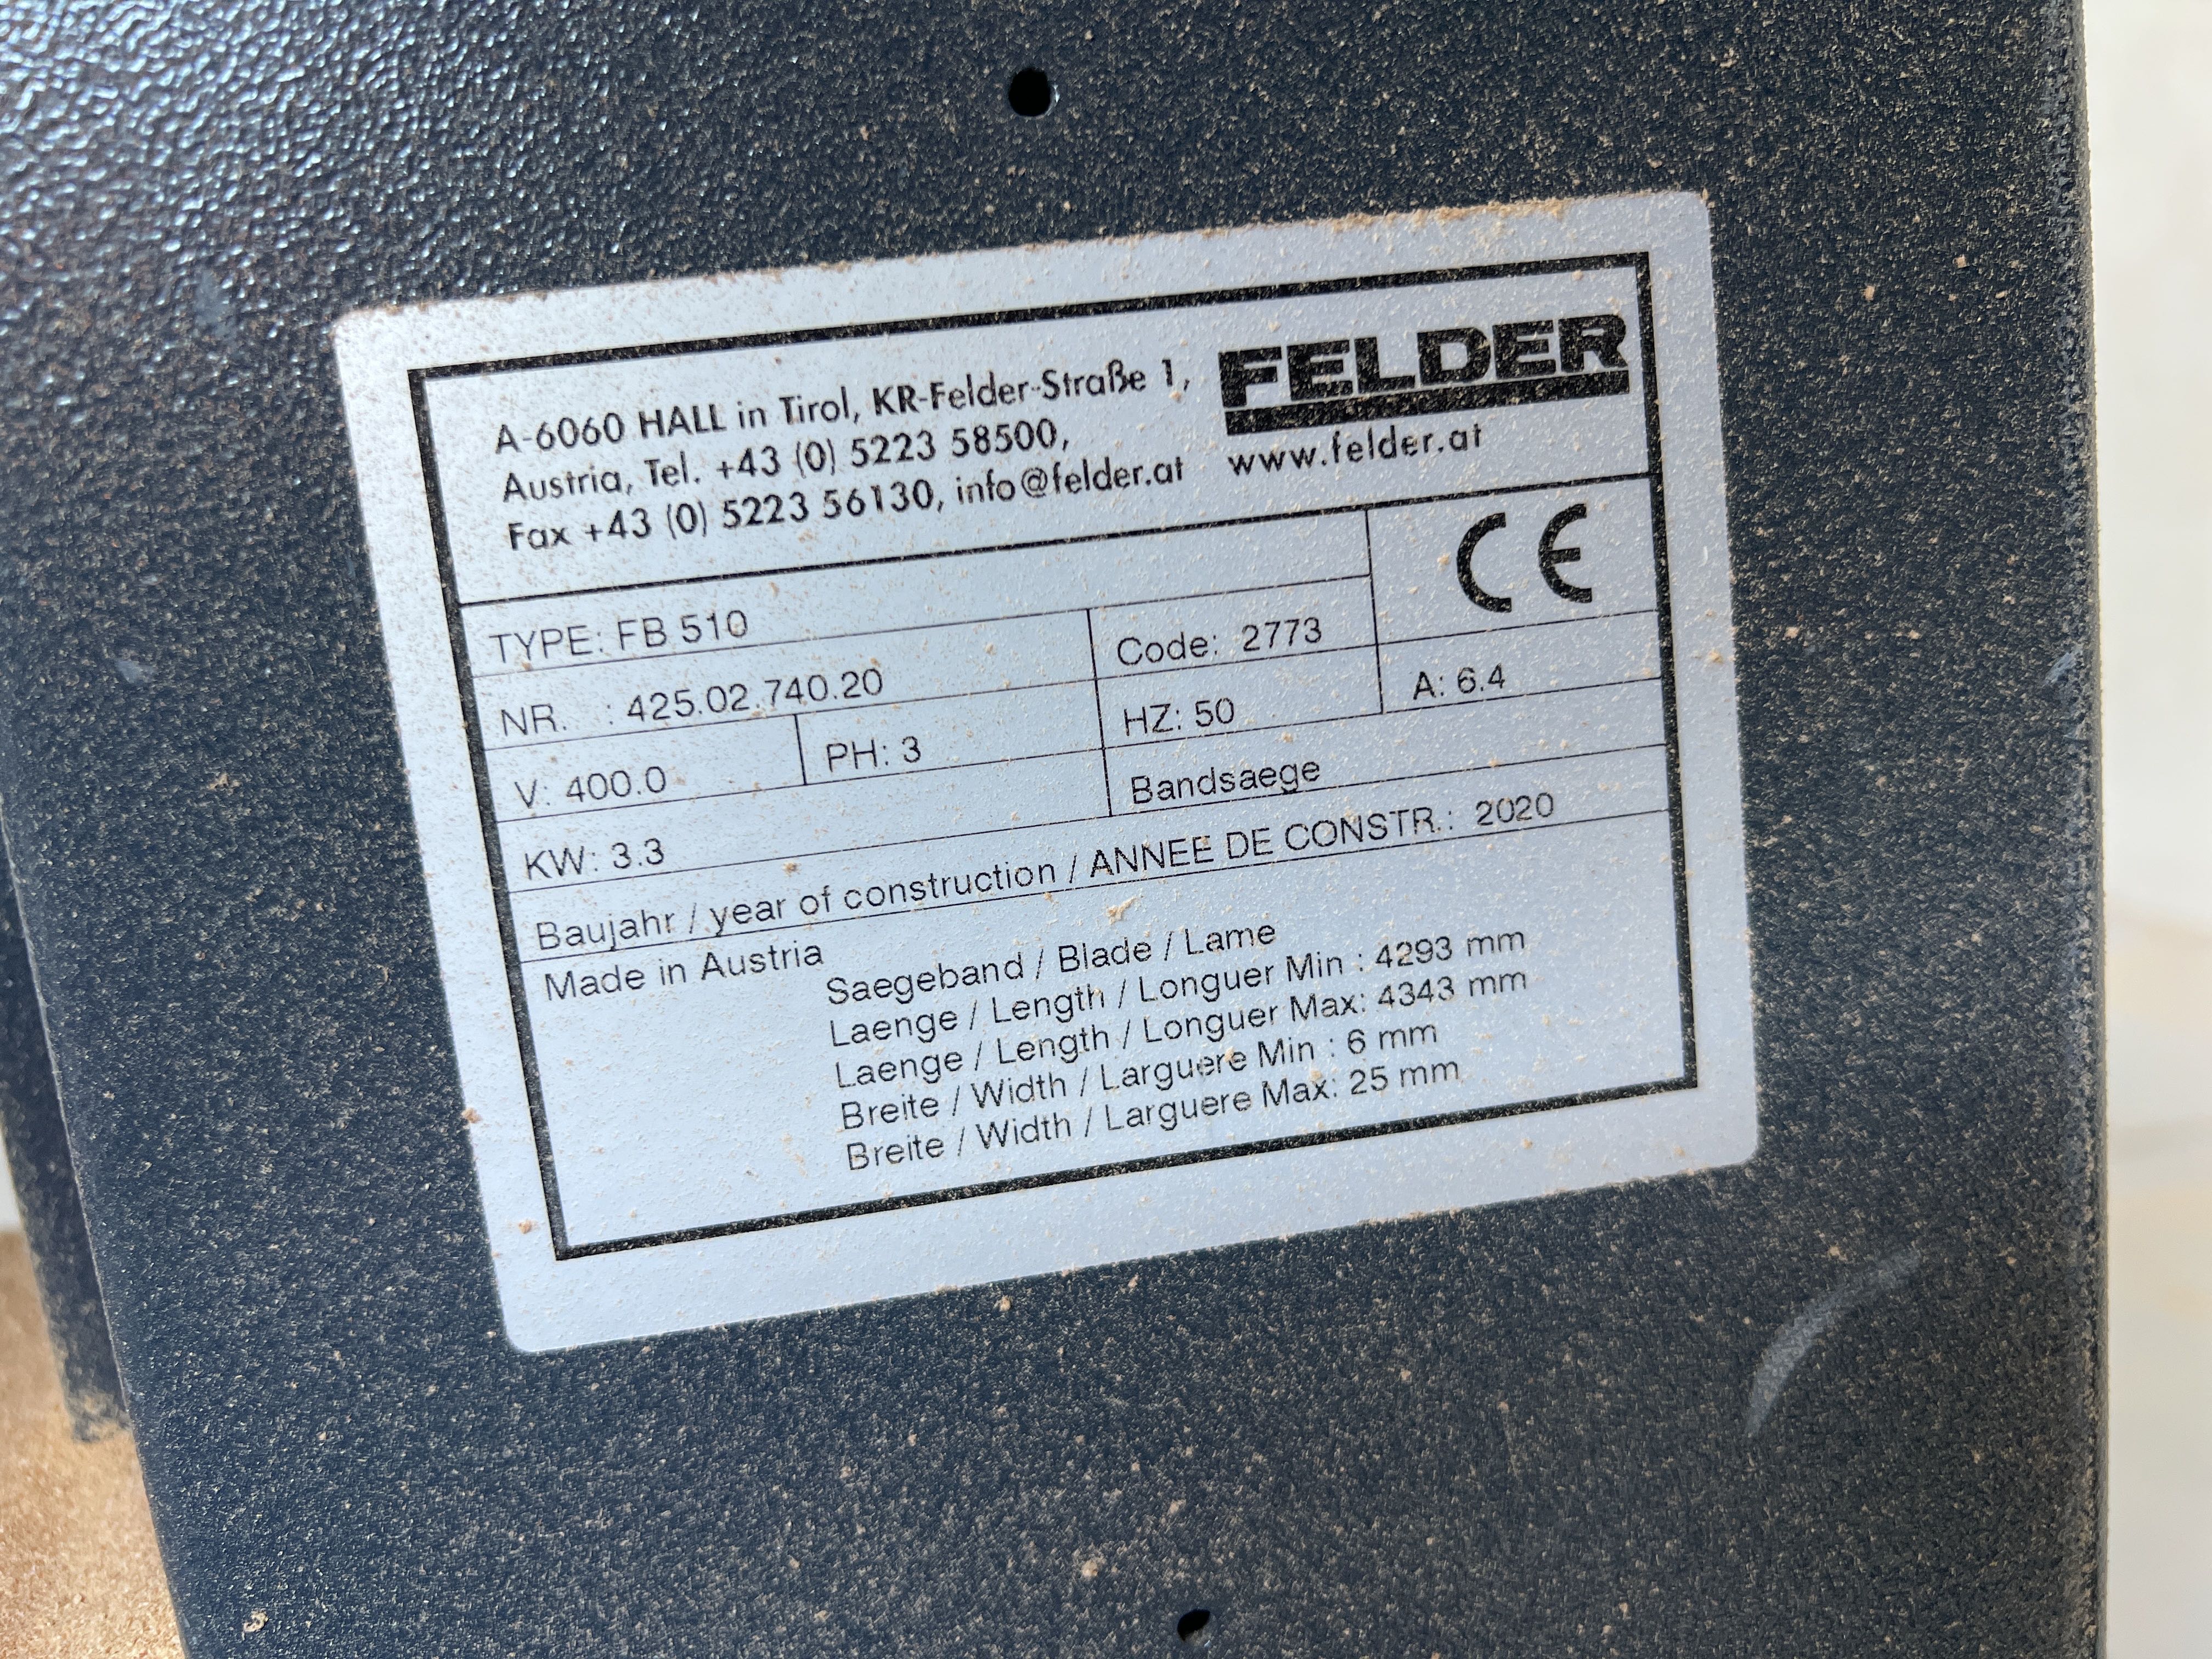 A-6060 HALL in Tirol, KR-Felder-Straße 1,
Austria, Tel. +43 (0) 5223 58500,
Fax +43 (0) 5223 56130, info@felder.at
FELDER
www.felder.at
CE
TYPE: FB 510
NR. : 425.02.740.20
Code: 2773
V: 400.0
PH: 3
HZ: 50
A: 6.4
KW: 3.3
Bandsaege
Baujahr / year of construction / ANNEE DE CONSTR.: 2020
Made in Austria
Saegeband / Blade / Lame
Laenge / Length / Longuer Min : 4293 mm
Laenge / Length / Longuer Max: 4343 mm
Breite / Width / Larguere Min : 6 mm
Breite / Width / Larguere Max: 25 mm